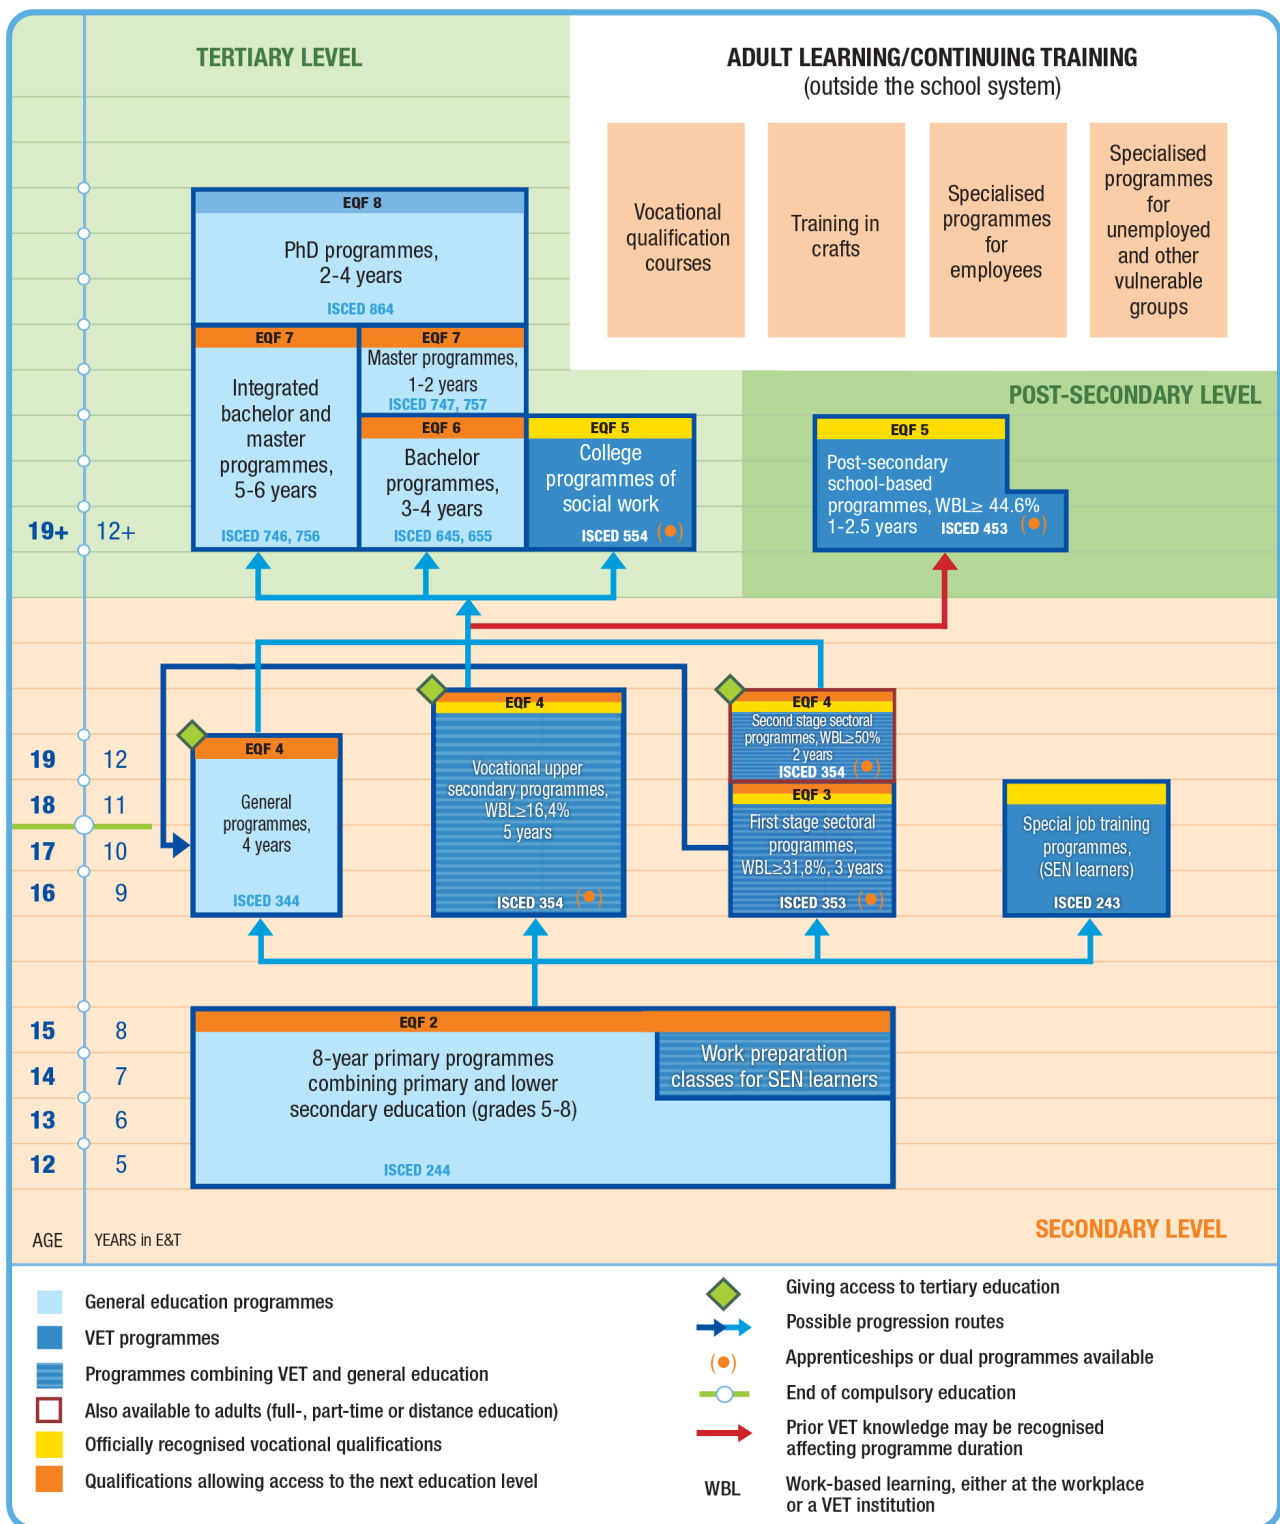 TERTIARY LEVEL
ADULT LEARNING/CONTINUING TRAINING
(outside the school system)
Vocational
qualification
courses
Training in
crafts
Specialised
programmes
for
employees
Specialised
programmes
for
unemployed
and other
vulnerable
groups
EQF 8
PhD programmes,
2-4 years
ISCED 864
EQF 7
Integrated
bachelor and
master
programmes,
5-6 years
ISCED 746, 756
EQF 7
Master programmes,
1-2 years
ISCED 747, 757
EQF 6
Bachelor
programmes,
3-4 years
ISCED 645, 655
EQF 5
College
programmes of
social work
ISCED 554
POST-SECONDARY LEVEL
EQF 5
Post-secondary
school-based
programmes, WBL≥ 44.6%
1-2.5 years ISCED 453
19+ 12+
EQF 4
General
programmes,
4 years
ISCED 344
EQF 4
Vocational upper
secondary programmes,
WBL≥16,4%
5 years
ISCED 354
EQF 4
Second stage sectoral
programmes, WBL≥50%
2 years
ISCED 354
EQF 3
First stage sectoral
programmes,
WBL≥31,8%, 3 years
ISCED 353
Special job training
programmes,
(SEN learners)
ISCED 243
19 12
18 11
17 10
16 9
EQF 2
8-year primary programmes
combining primary and lower
secondary education (grades 5-8)
ISCED 244
Work preparation
classes for SEN learners
15 8
14 7
13 6
12 5
AGE YEARS in E&T
SECONDARY LEVEL
General education programmes
VET programmes
Programmes combining VET and general education
Also available to adults (full-, part-time or distance education)
Officially recognised vocational qualifications
Qualifications allowing access to the next education level
Giving access to tertiary education
Possible progression routes
Apprenticeships or dual programmes available
End of compulsory education
Prior VET knowledge may be recognised
affecting programme duration
WBL Work-based learning, either at the workplace
or a VET institution